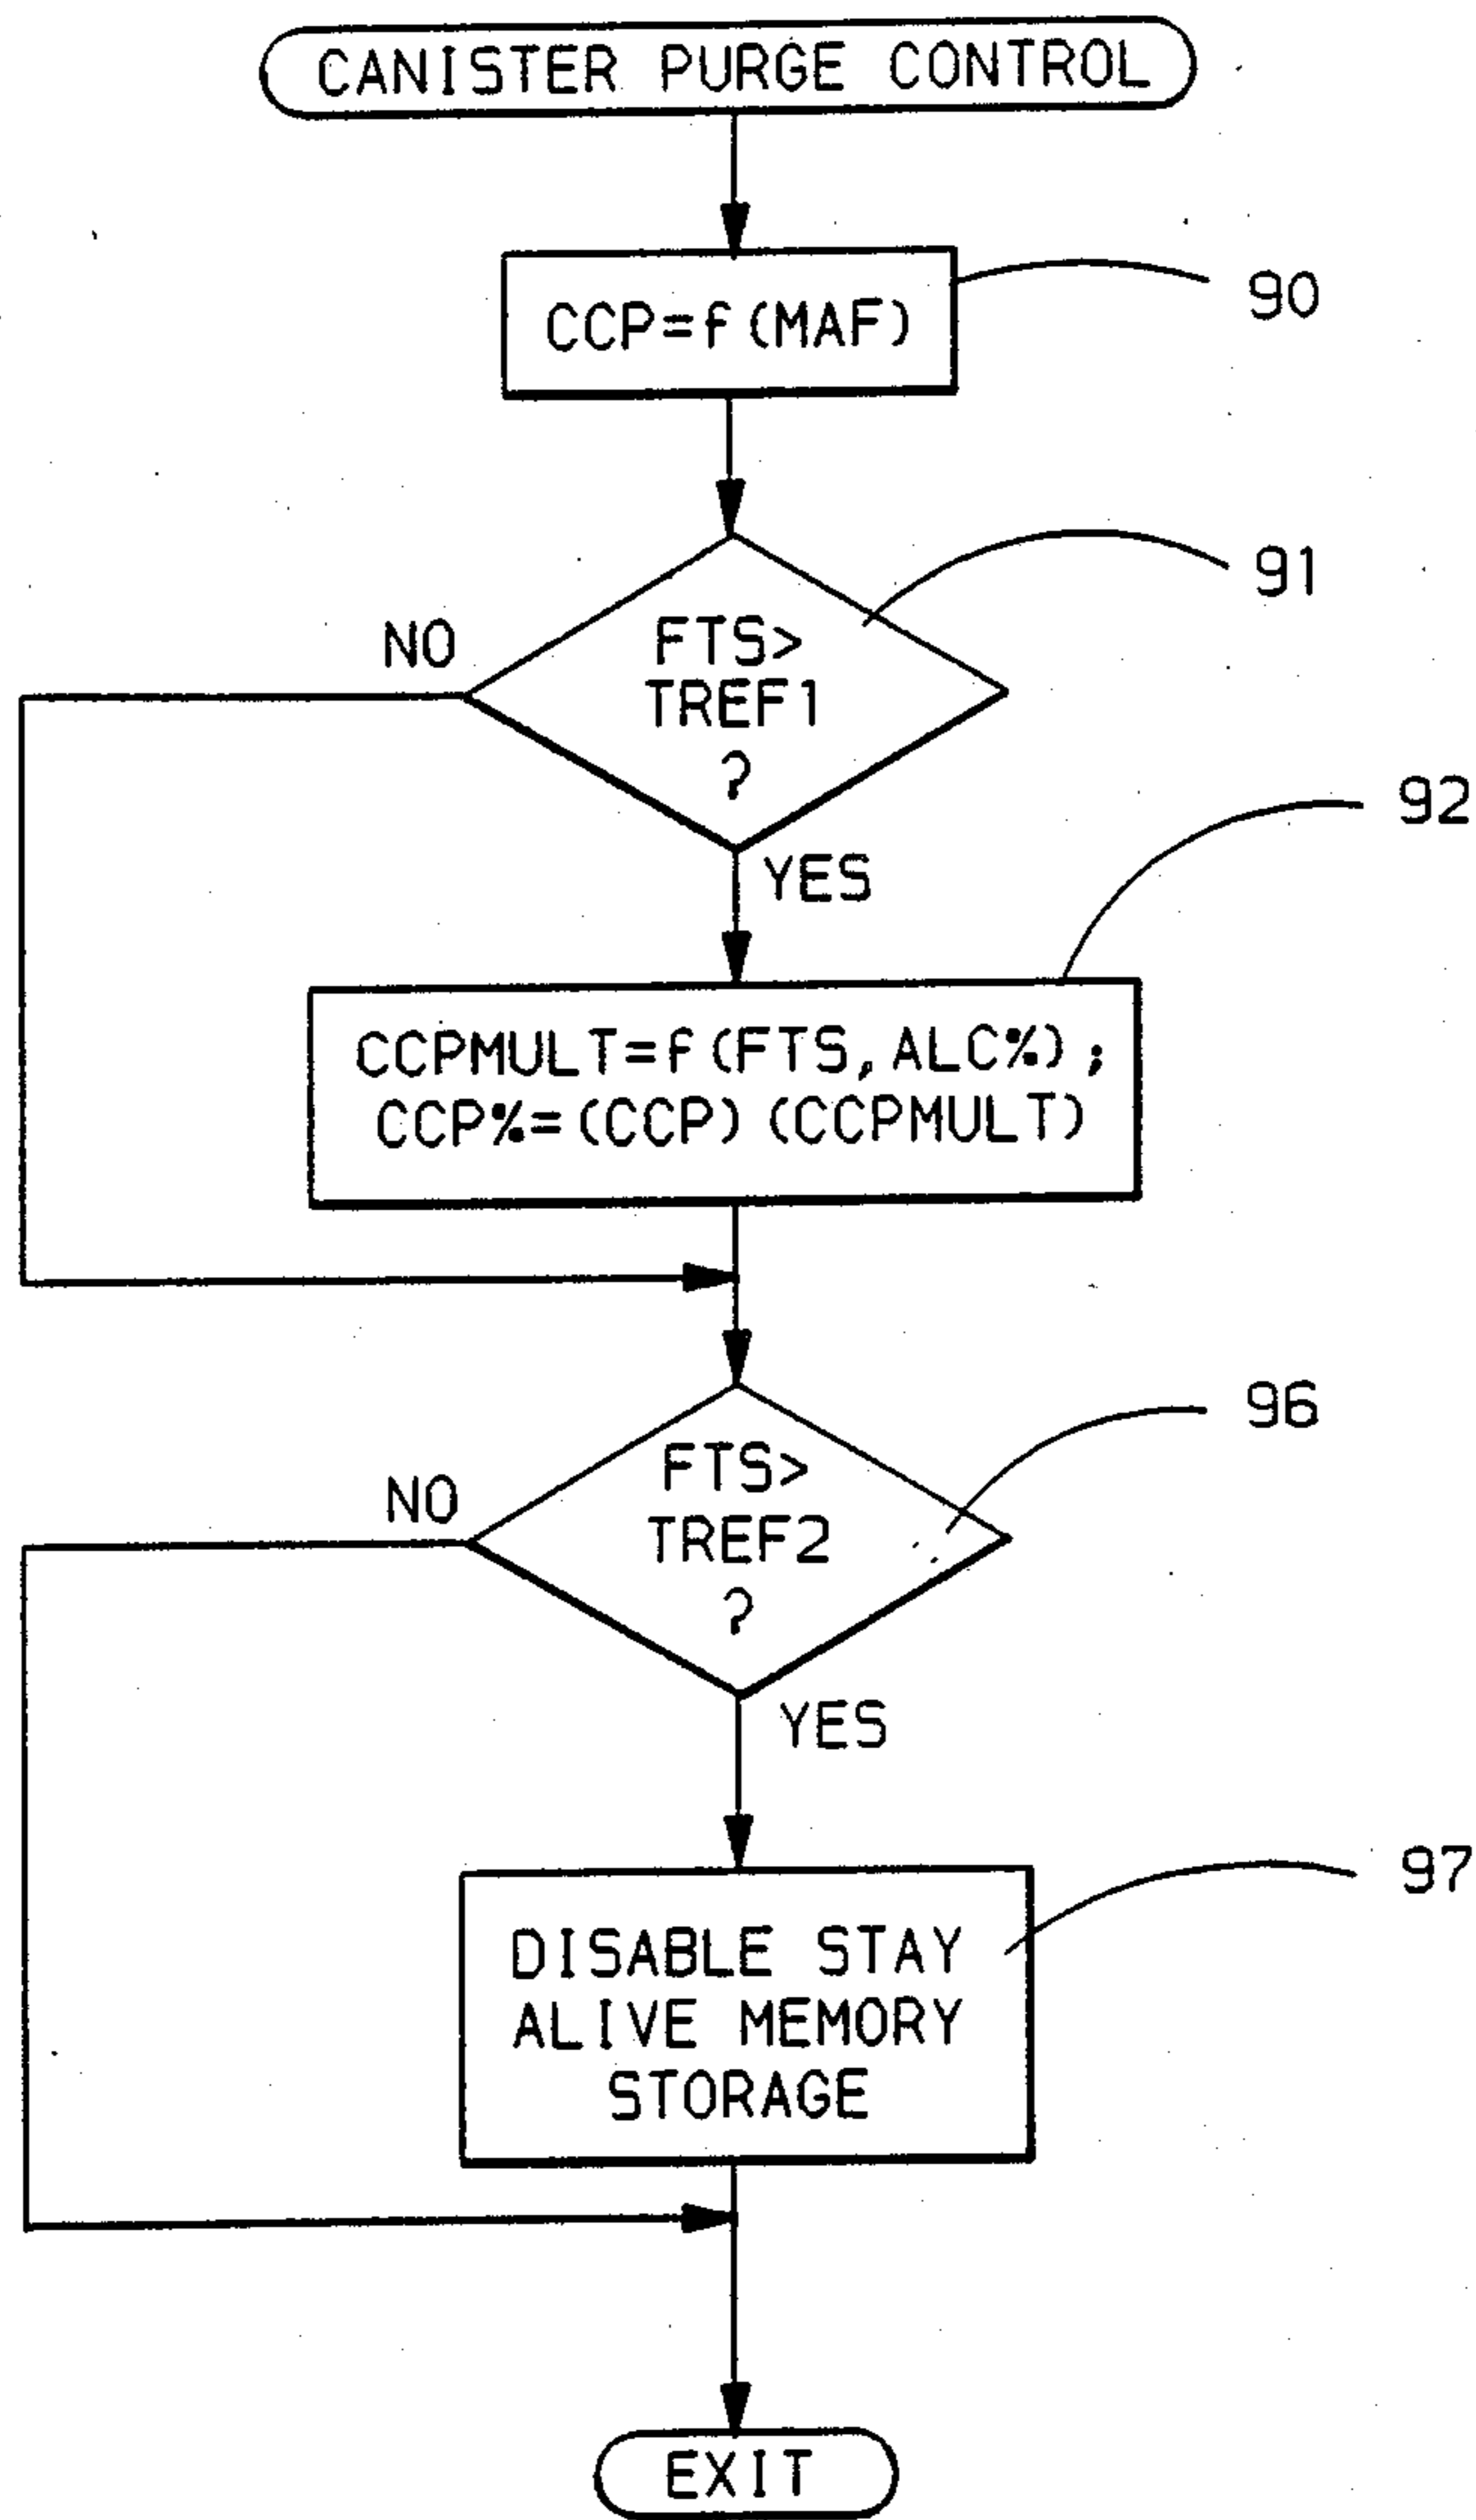 CANISTER PURGE CONTROL
CCP=f(MAF)
90
91
NO
FTS>
TREF1
?
92
YES
CCPMULT=f(FTS,ALC%);
CCP%=(CCP)(CCPMULT)
96
NO
FTS>
TREF2
?
YES
97
DISABLE STAY
ALIVE MEMORY
STORAGE
EXIT